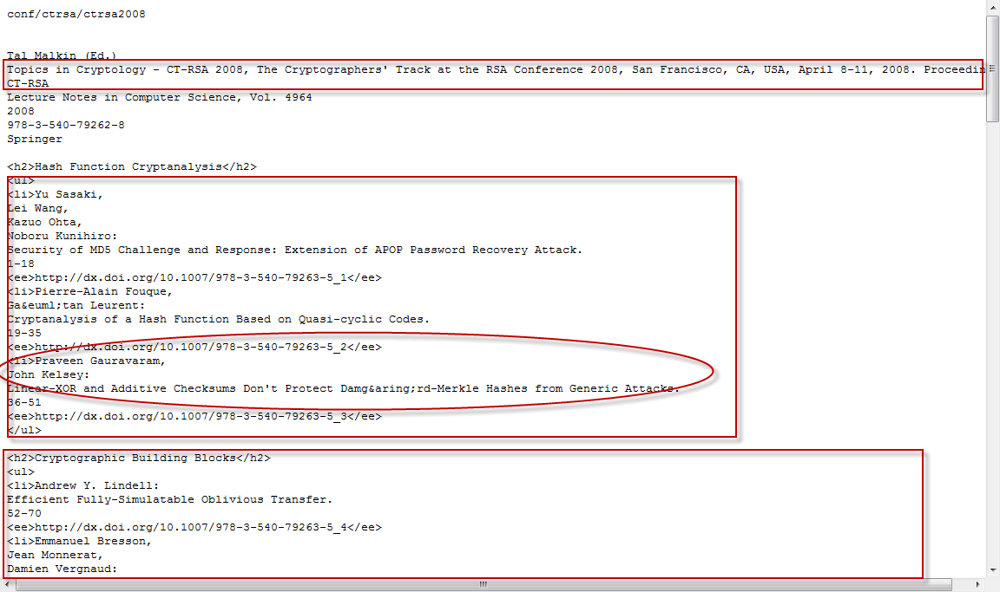 conf/ctrsa/ctrsa2008
Tal Malkin (Ed.)
Topics in Cryptology - CT-RSA 2008, The Cryptographers' Track at the RSA Conference 2008, San Francisco, CA, USA, April 8-11, 2008. Proceedin
CT-RSA
Lecture Notes in Computer Science, Vol. 4964
2008
978-3-540-79262-8
Springer
<h2>Hash Function Cryptanalysis</h2>
<ul>
<li>Yu Sasaki,
Lei Wang,
Kazuo Ohta,
Noboru Kunihiro:
Security of MD5 Challenge and Response: Extension of APOP Password Recovery Attack.
1-18
<ee>http://dx.doi.org/10.1007/978-3-540-79263-5_1</ee>
<li>Pierre-Alain Fouque,
Ga&euml;tan Leurent:
Cryptanalysis of a Hash Function Based on Quasi-cyclic Codes.
19-35
<ee>http://dx.doi.org/10.1007/978-3-540-79263-5_2</ee>
<li>Praveen Gauravaram,
John Kelsey:
Linear-XOR and Additive Checksums Don't Protect Damg&aring;rd-Merkle Hashes from Generic Attacks.
36-51
<ee>http://dx.doi.org/10.1007/978-3-540-79263-5_3</ee>
</ul>
<h2>Cryptographic Building Blocks</h2>
<ul>
<li>Andrew Y. Lindell:
Efficient Fully-Simulatable Oblivious Transfer.
52-70
<ee>http://dx.doi.org/10.1007/978-3-540-79263-5_4</ee>
<li>Emmanuel Bresson,
Jean Monnerat,
Damien Vergnaud: